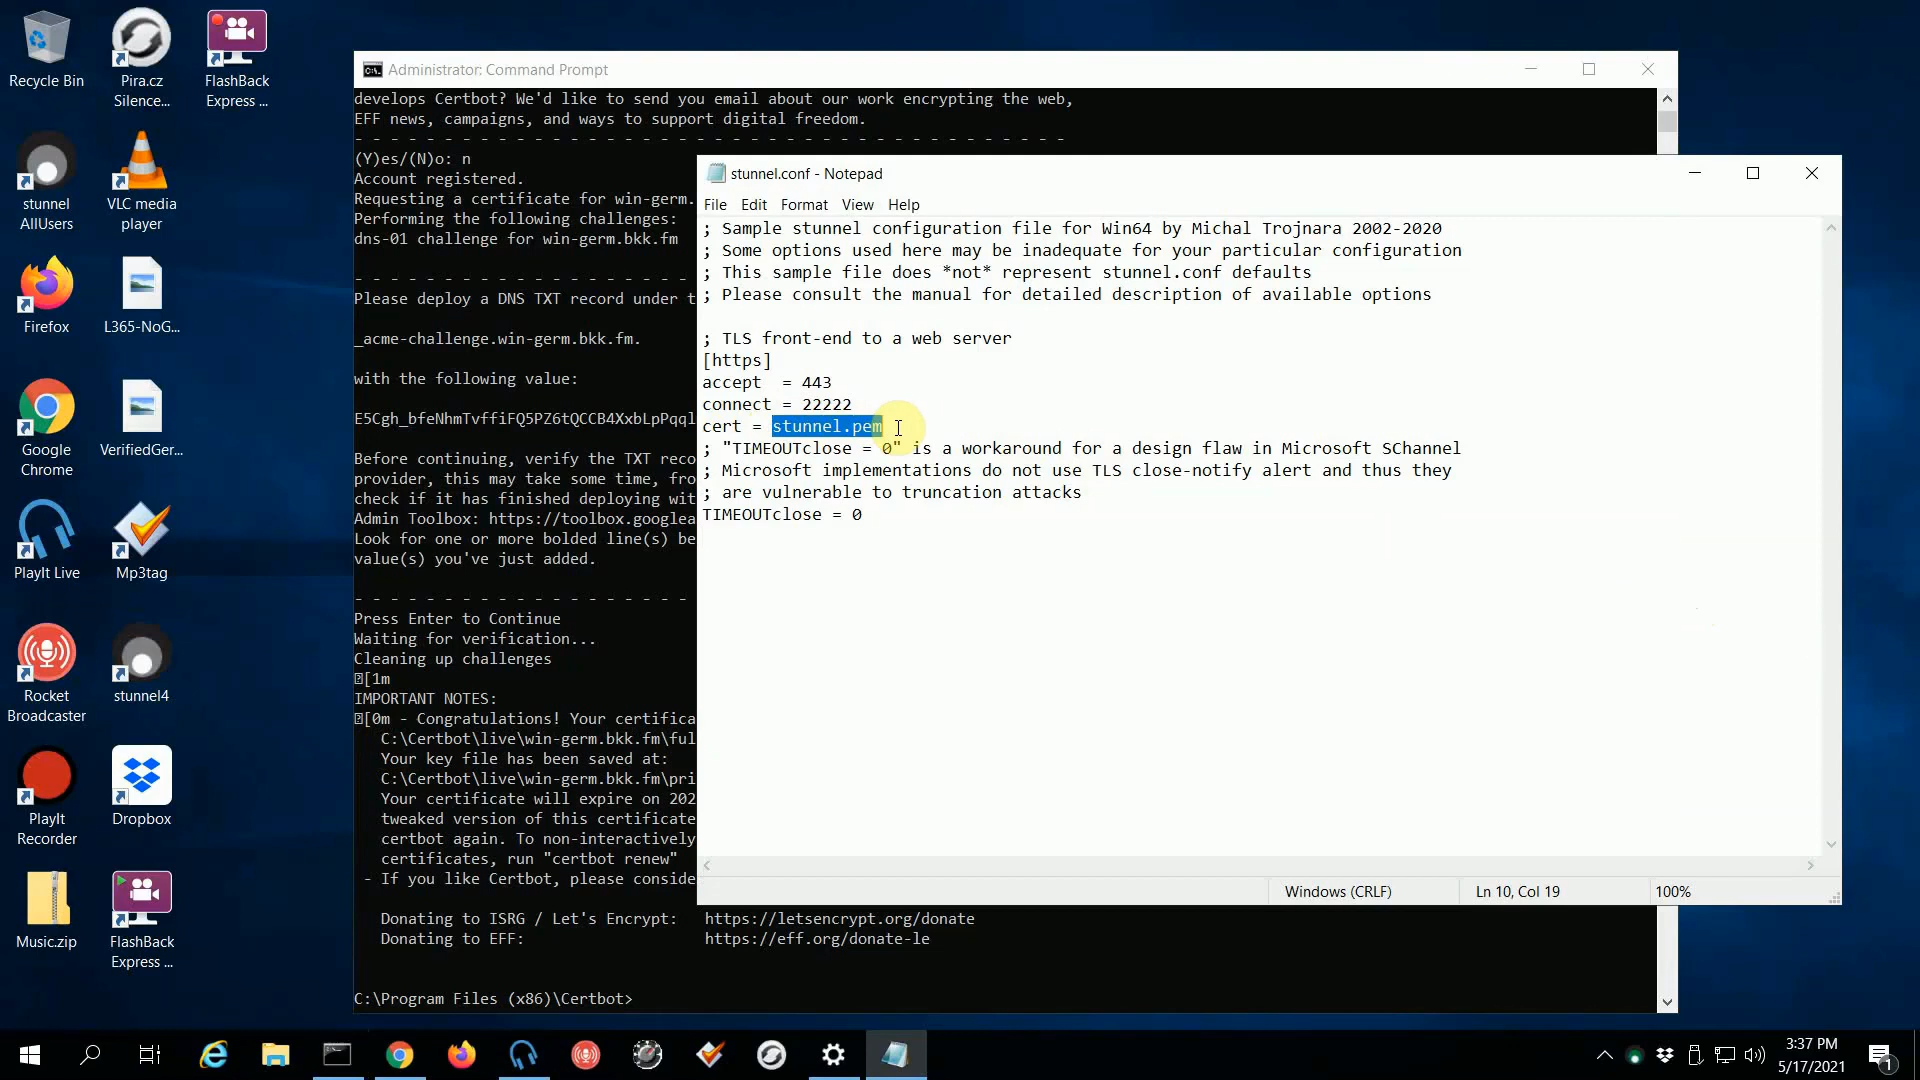 Recycle Bin
Pira.cz
Silence...
FlashBack
Express ...
stunnel
AllUsers
VLC media
player
Firefox
L365-NoG...
Google
Chrome
VerifiedGer...
PlayIt Live
Mp3tag
Rocket
Broadcaster
stunnel4
PlayIt
Recorder
Dropbox
Music.zip
FlashBack
Express ...
Administrator: Command Prompt
develops Certbot? We'd like to send you email about our work encrypting the web,
EFF news, campaigns, and ways to support digital freedom.
- - - - - - - - - - - - - - - - - - - - - - - - - - - - - - - - - - - - - - - -
(Y)es/(N)o: n
Account registered.
Requesting a certificate for win-germ.
Performing the following challenges:
dns-01 challenge for win-germ.bkk.fm
- - - - - - - - - - - - - - - - - - -
Please deploy a DNS TXT record under t
_acme-challenge.win-germ.bkk.fm.
with the following value:
E5Cgh_bfeNhmTvffiFQ5PZ6tQCCB4XxbLpPqql
Before continuing, verify the TXT reco
provider, this may take some time, fro
check if it has finished deploying wit
Admin Toolbox: https://toolbox.googlea
Look for one or more bolded line(s) be
value(s) you've just added.
- - - - - - - - - - - - - - - - - - -
Press Enter to Continue
Waiting for verification...
Cleaning up challenges
[1m
IMPORTANT NOTES:
[0m - Congratulations! Your certifica
C:\Certbot\live\win-germ.bkk.fm\ful
Your key file has been saved at:
C:\Certbot\live\win-germ.bkk.fm\pri
Your certificate will expire on 202
tweaked version of this certificate
certbot again. To non-interactively
certificates, run "certbot renew"
- If you like Certbot, please conside
Donating to ISRG / Let's Encrypt: https://letsencrypt.org/donate
Donating to EFF: https://eff.org/donate-le
C:\Program Files (x86)\Certbot>
stunnel.conf - Notepad
File Edit Format View Help
; Sample stunnel configuration file for Win64 by Michal Trojnara 2002-2020
; Some options used here may be inadequate for your particular configuration
; This sample file does *not* represent stunnel.conf defaults
; Please consult the manual for detailed description of available options
; TLS front-end to a web server
[https]
accept = 443
connect = 22222
cert = stunnel.pem
; "TIMEOUTclose = 0" is a workaround for a design flaw in Microsoft SChannel
; Microsoft implementations do not use TLS close-notify alert and thus they
; are vulnerable to truncation attacks
TIMEOUTclose = 0
Windows (CRLF) Ln 10, Col 19 100%
3:37 PM
5/17/2021
1